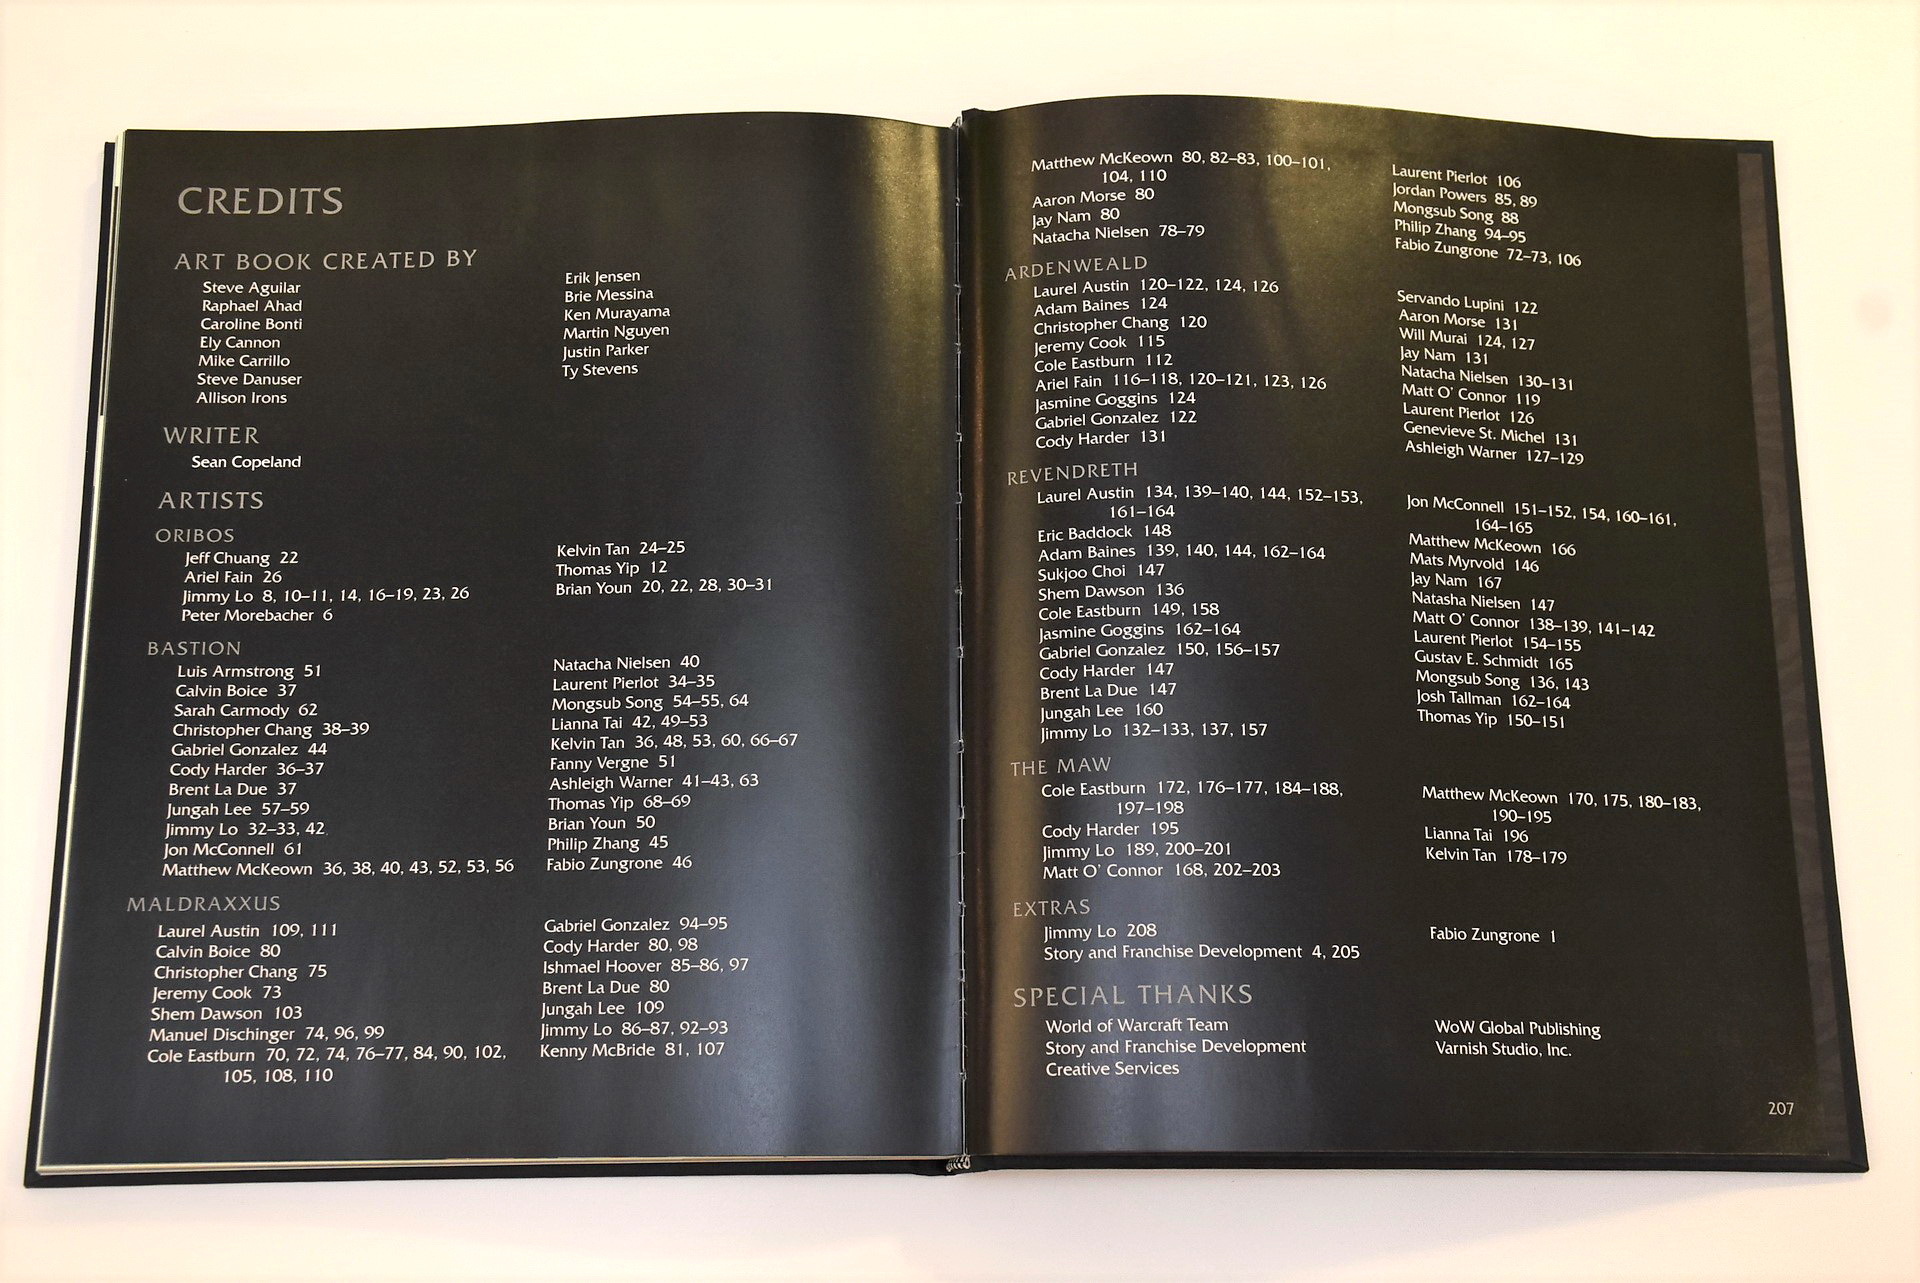 CREDITS
ART BOOK CREATED BY
Steve Aguilar
Raphael Ahad
Caroline Bonti
Ely Cannon
Mike Carrillo
Steve Danuser
Allison Irons
Erik Jensen
Brie Messina
Ken Murayama
Martin Nguyen
Justin Parker
Ty Stevens
WRITER
Sean Copeland
ARTISTS
ORIBOS
Jeff Chuang 22
Ariel Fain 26
Jimmy Lo 8, 10–11, 14, 16–19, 23, 26
Peter Morebacher 6
Kelvin Tan 24–25
Thomas Yip 12
Brian Youn 20, 22, 28, 30–31
BASTION
Luis Armstrong 51
Calvin Boice 37
Sarah Carmody 62
Christopher Chang 38–39
Gabriel Gonzalez 44
Cody Harder 36–37
Brent La Due 37
Jungah Lee 57–59
Jimmy Lo 32–33, 42
Jon McConnell 61
Matthew McKeown 36, 38, 40, 43, 52, 53, 56
Natacha Nielsen 40
Laurent Pierlot 34–35
Mongsub Song 54–55, 64
Lianna Tai 42, 49–53
Kelvin Tan 36, 48, 53, 60, 66–67
Fanny Vergne 51
Ashleigh Warner 41–43, 63
Thomas Yip 68–69
Brian Youn 50
Philip Zhang 45
Fabio Zungrone 46
MALDRAXXUS
Laurel Austin 109, 111
Calvin Boice 80
Christopher Chang 75
Jeremy Cook 73
Shem Dawson 103
Manuel Dischinger 74, 96, 99
Cole Eastburn 70, 72, 74, 76–77, 84, 90, 102,
105, 108, 110
Gabriel Gonzalez 94–95
Cody Harder 80, 98
Ishmael Hoover 85–86, 97
Brent La Due 80
Jungah Lee 109
Jimmy Lo 86–87, 92–93
Kenny McBride 81, 107
Matthew McKeown 80, 82–83, 100–101,
104, 110
Aaron Morse 80
Jay Nam 80
Natacha Nielsen 78–79
Laurent Pierlot 106
Jordan Powers 85, 89
Mongsub Song 88
Philip Zhang 94–95
Fabio Zungrone 72–73, 106
ARDENWEALD
Laurel Austin 120–122, 124, 126
Adam Baines 124
Christopher Chang 120
Jeremy Cook 115
Cole Eastburn 112
Ariel Fain 116–118, 120–121, 123, 126
Jasmine Goggins 124
Gabriel Gonzalez 122
Cody Harder 131
Servando Lupini 122
Aaron Morse 131
Will Murai 124, 127
Jay Nam 131
Natacha Nielsen 130–131
Matt O' Connor 119
Laurent Pierlot 126
Genevieve St. Michel 131
Ashleigh Warner 127–129
REVENDRETH
Laurel Austin 134, 139–140, 144, 152–153,
161–164
Eric Baddock 148
Adam Baines 139, 140, 144, 162–164
Sukjoo Choi 147
Shem Dawson 136
Cole Eastburn 149, 158
Jasmine Goggins 162–164
Gabriel Gonzalez 150, 156–157
Cody Harder 147
Brent La Due 147
Jungah Lee 160
Jimmy Lo 132–133, 137, 157
Jon McConnell 151–152, 154, 160–161,
164–165
Matthew McKeown 166
Mats Myrvold 146
Jay Nam 167
Natasha Nielsen 147
Matt O' Connor 138–139, 141–142
Laurent Pierlot 154–155
Gustav E. Schmidt 165
Mongsub Song 136, 143
Josh Tallman 162–164
Thomas Yip 150–151
THE MAW
Cole Eastburn 172, 176–177, 184–188,
197–198
Cody Harder 195
Jimmy Lo 189, 200–201
Matt O' Connor 168, 202–203
Matthew McKeown 170, 175, 180–183,
190–195
Lianna Tai 196
Kelvin Tan 178–179
EXTRAS
Jimmy Lo 208
Story and Franchise Development 4, 205
Fabio Zungrone 1
SPECIAL THANKS
World of Warcraft Team
Story and Franchise Development
Creative Services
WoW Global Publishing
Varnish Studio, Inc.
207